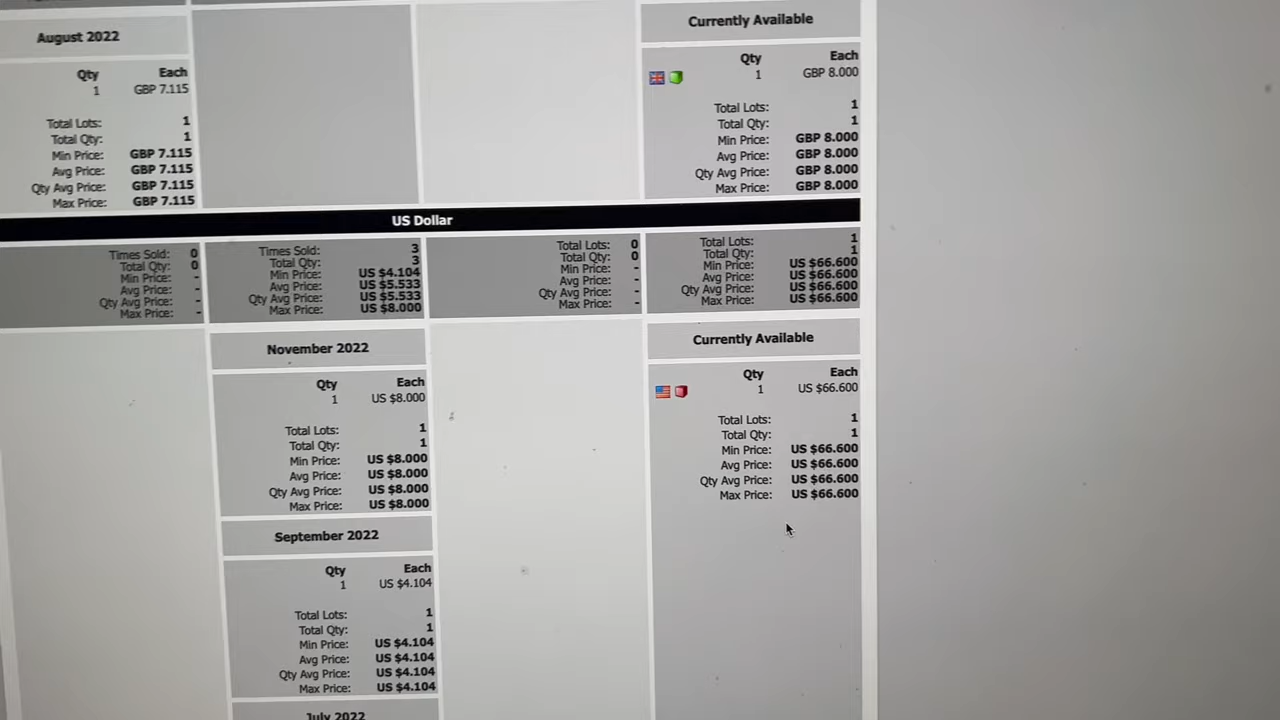 August 2022
Qty Each
1 GBP 7.115
Total Lots: 1
Total Qty: 1
Min Price: GBP 7.115
Avg Price: GBP 7.115
Qty Avg Price: GBP 7.115
Max Price: GBP 7.115
Currently Available
Qty Each
1 GBP 8.000
Total Lots: 1
Total Qty: 1
Min Price: GBP 8.000
Avg Price: GBP 8.000
Qty Avg Price: GBP 8.000
Max Price: GBP 8.000
US Dollar
Times Sold: 0
Total Qty: 0
Min Price: -
Avg Price: -
Qty Avg Price: -
Max Price: -
Times Sold: 3
Total Qty: 3
Min Price: US $4.104
Avg Price: US $5.533
Qty Avg Price: US $5.533
Max Price: US $8.000
Total Lots: 0
Total Qty: 0
Min Price: -
Avg Price: -
Qty Avg Price: -
Max Price: -
Total Lots: 1
Total Qty: 1
Min Price: US $66.600
Avg Price: US $66.600
Qty Avg Price: US $66.600
Max Price: US $66.600
November 2022
Qty Each
1 US $8.000
Total Lots: 1
Total Qty: 1
Min Price: US $8.000
Avg Price: US $8.000
Qty Avg Price: US $8.000
Max Price: US $8.000
September 2022
Qty Each
1 US $4.104
Total Lots: 1
Total Qty: 1
Min Price: US $4.104
Avg Price: US $4.104
Qty Avg Price: US $4.104
Max Price: US $4.104
July 2022
Currently Available
Qty Each
1 US $66.600
Total Lots: 1
Total Qty: 1
Min Price: US $66.600
Avg Price: US $66.600
Qty Avg Price: US $66.600
Max Price: US $66.600